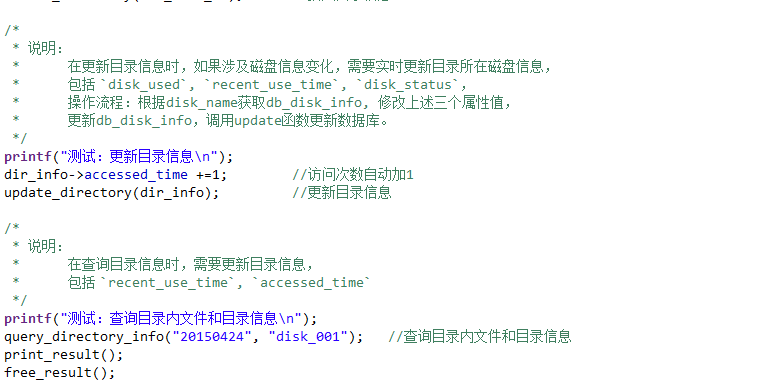 /*
 * 说明：
 *      在更新目录信息时，如果涉及磁盘信息变化，需要实时更新目录所在磁盘信息，
 *      包括`disk_used`, `recent_use_time`, `disk_status`，
 *      操作流程：根据disk_name获取db_disk_info, 修改上述三个属性值，
 *      更新db_disk_info，调用update函数更新数据库。
 */
printf("测试：更新目录信息\n");
dir_info->accessed_time +=1;        //访问次数自动加1
update_directory(dir_info);         //更新目录信息
/*
 * 说明：
 *      在查询目录信息时，需要更新目录信息，
 *      包括`recent_use_time`, `accessed_time`
 */
printf("测试：查询目录内文件和目录信息\n");
query_directory_info("20150424", "disk_001");   //查询目录内文件和目录信息
print_result();
free_result();